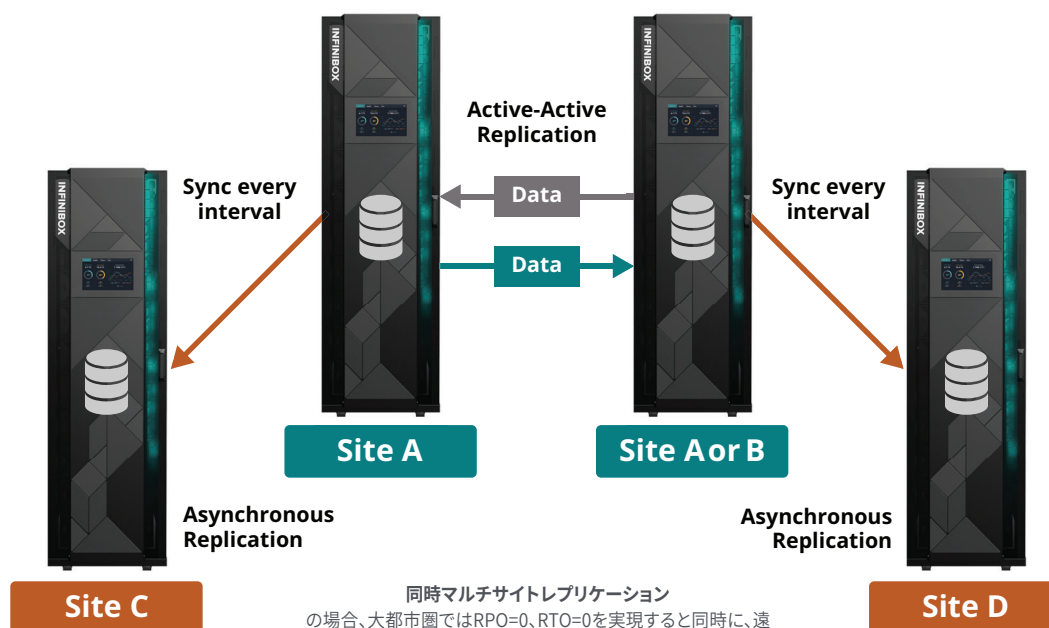 INFINIBOX
INFINIBOX
Active-Active
Replication
INFINIBOX
Sync every
interval
Data
Sync every
interval
INFINIBOX
Data
Site A
Site A or B
Asynchronous
Replication
Asynchronous
Replication
Site C
同時マルチサイトレプリケーション
の場合、大都市圏ではRPO=0、RTO=0を実現すると同時に、遠
Site D